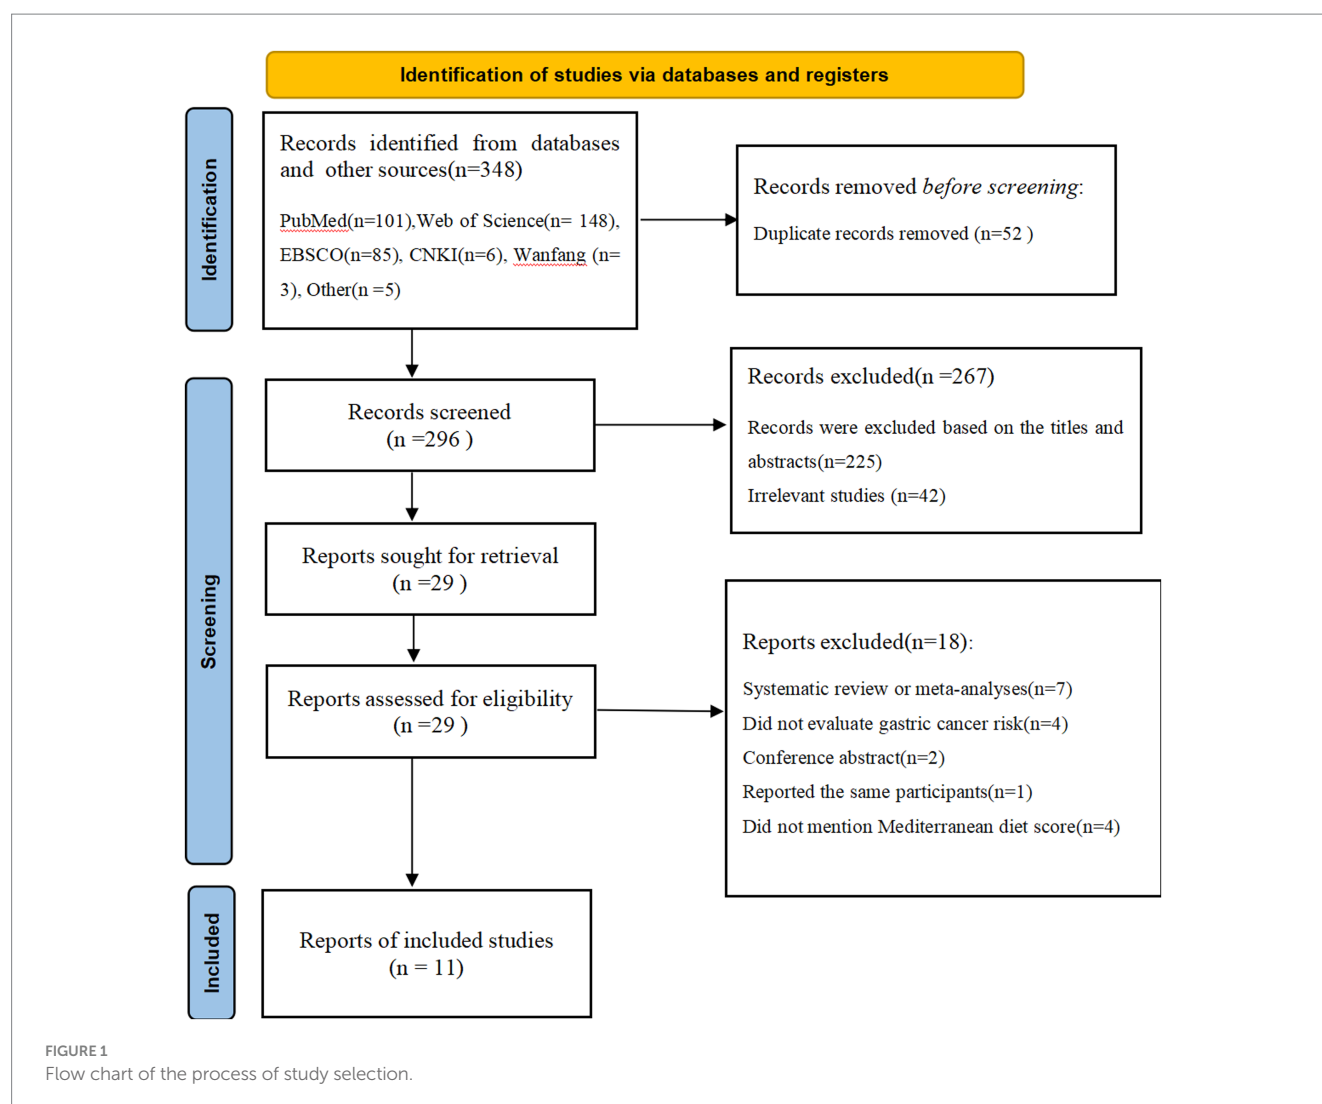 Identification of studies via databases and registers
Identification
Records identified from databases
and other sources(n=348)
PubMed(n=101),Web of Science(n= 148),
EBSCO(n=85), CNKI(n=6), Wanfang (n=
3), Other(n =5)
Records removed before screening:
Duplicate records removed (n=52 )
Screening
Records screened
(n =296 )
Records excluded(n =267)
Records were excluded based on the titles and
abstracts(n=225)
Irrelevant studies (n=42)
Reports sought for retrieval
(n =29 )
Reports assessed for eligibility
(n =29 )
Reports excluded(n=18):
Systematic review or meta-analyses(n=7)
Did not evaluate gastric cancer risk(n=4)
Conference abstract(n=2)
Reported the same participants(n=1)
Did not mention Mediterranean diet score(n=4)
Included
Reports of included studies
(n = 11)
FIGURE 1
Flow chart of the process of study selection.